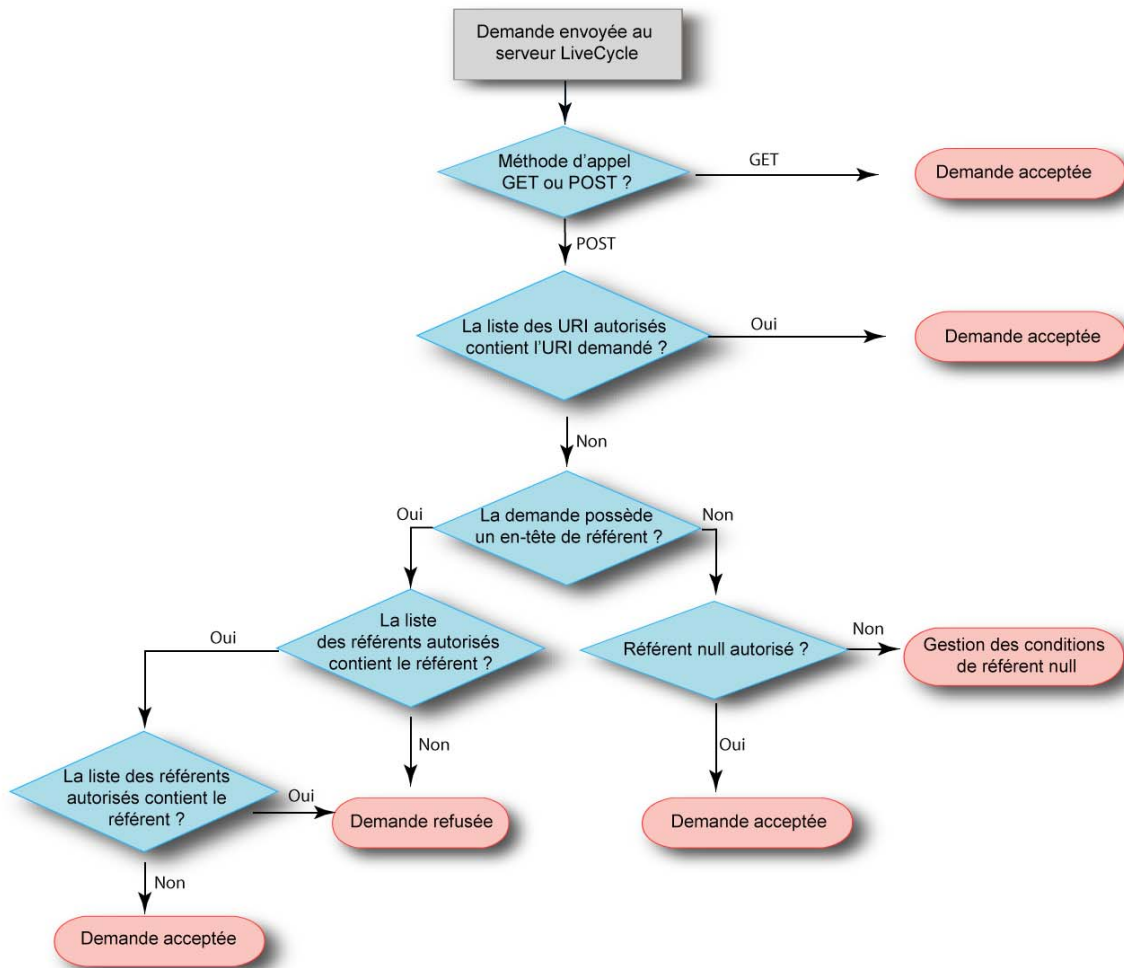 Demande envoyée au
serveur LiveCycle
Méthode d'appel
GET ou POST ?
GET
Demande acceptée
POST
La liste des URI autorisés
contient l'URI demandé ?
Oui
Demande acceptée
Non
La demande possède
un en-tête de référent ?
Oui
Non
La liste
des référents autorisés
contient le référent ?
Oui
Non
Référent null autorisé ?
Non
Gestion des conditions
de référent null
Oui
La liste des référents
autorisés contient le
référent ?
Oui
Demande refusée
Demande acceptée
Non
Demande acceptée